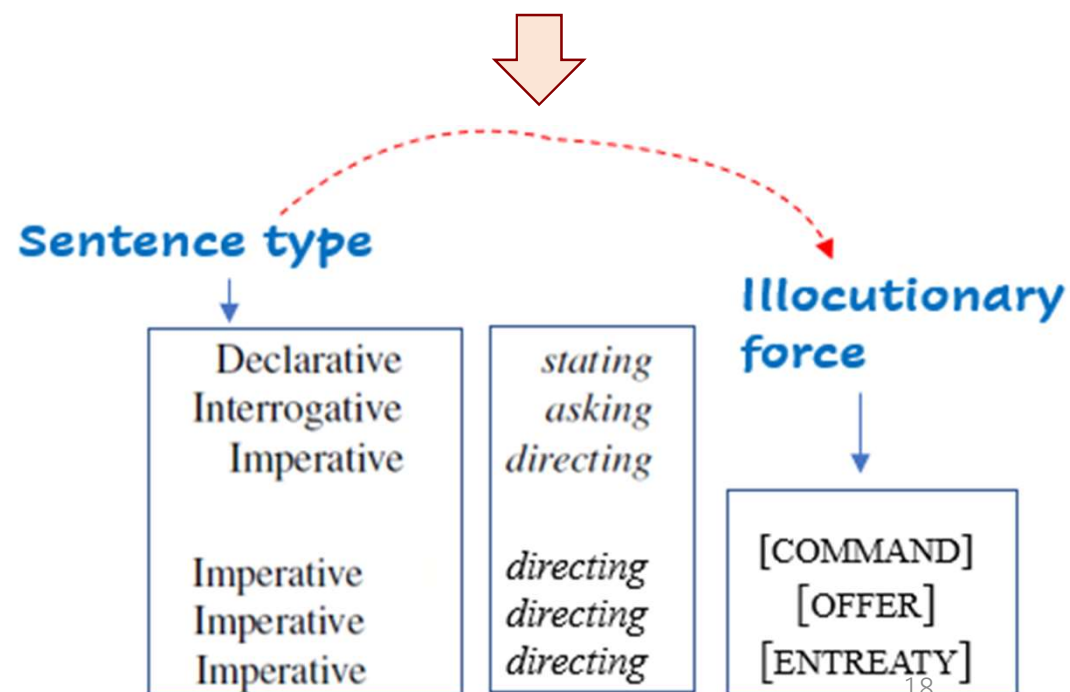 Sentence type
Illocutionary
force
Declarative stating
Interrogative asking
Imperative directing
Imperative directing [COMMAND]
Imperative directing [OFFER]
Imperative directing [ENTREATY]
18